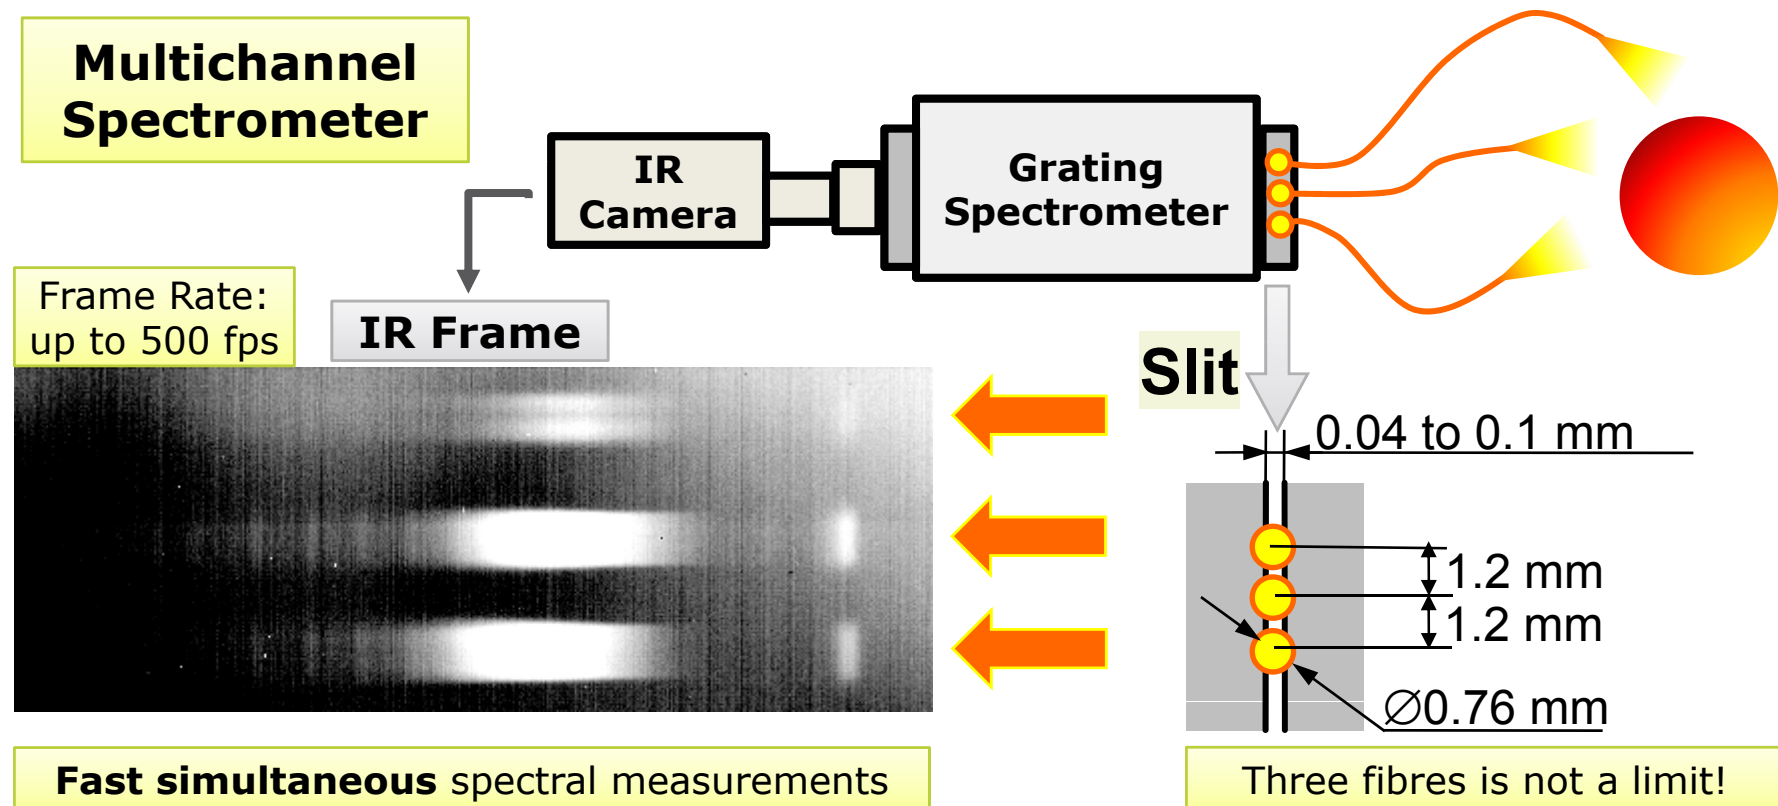 Multichannel
Spectrometer
IR
Camera
Grating
Spectrometer
Frame Rate:
up to 500 fps
IR Frame
Slit
0.04 to 0.1 mm
1.2 mm
1.2 mm
∅0.76 mm
Fast simultaneous spectral measurements
Three fibres is not a limit!